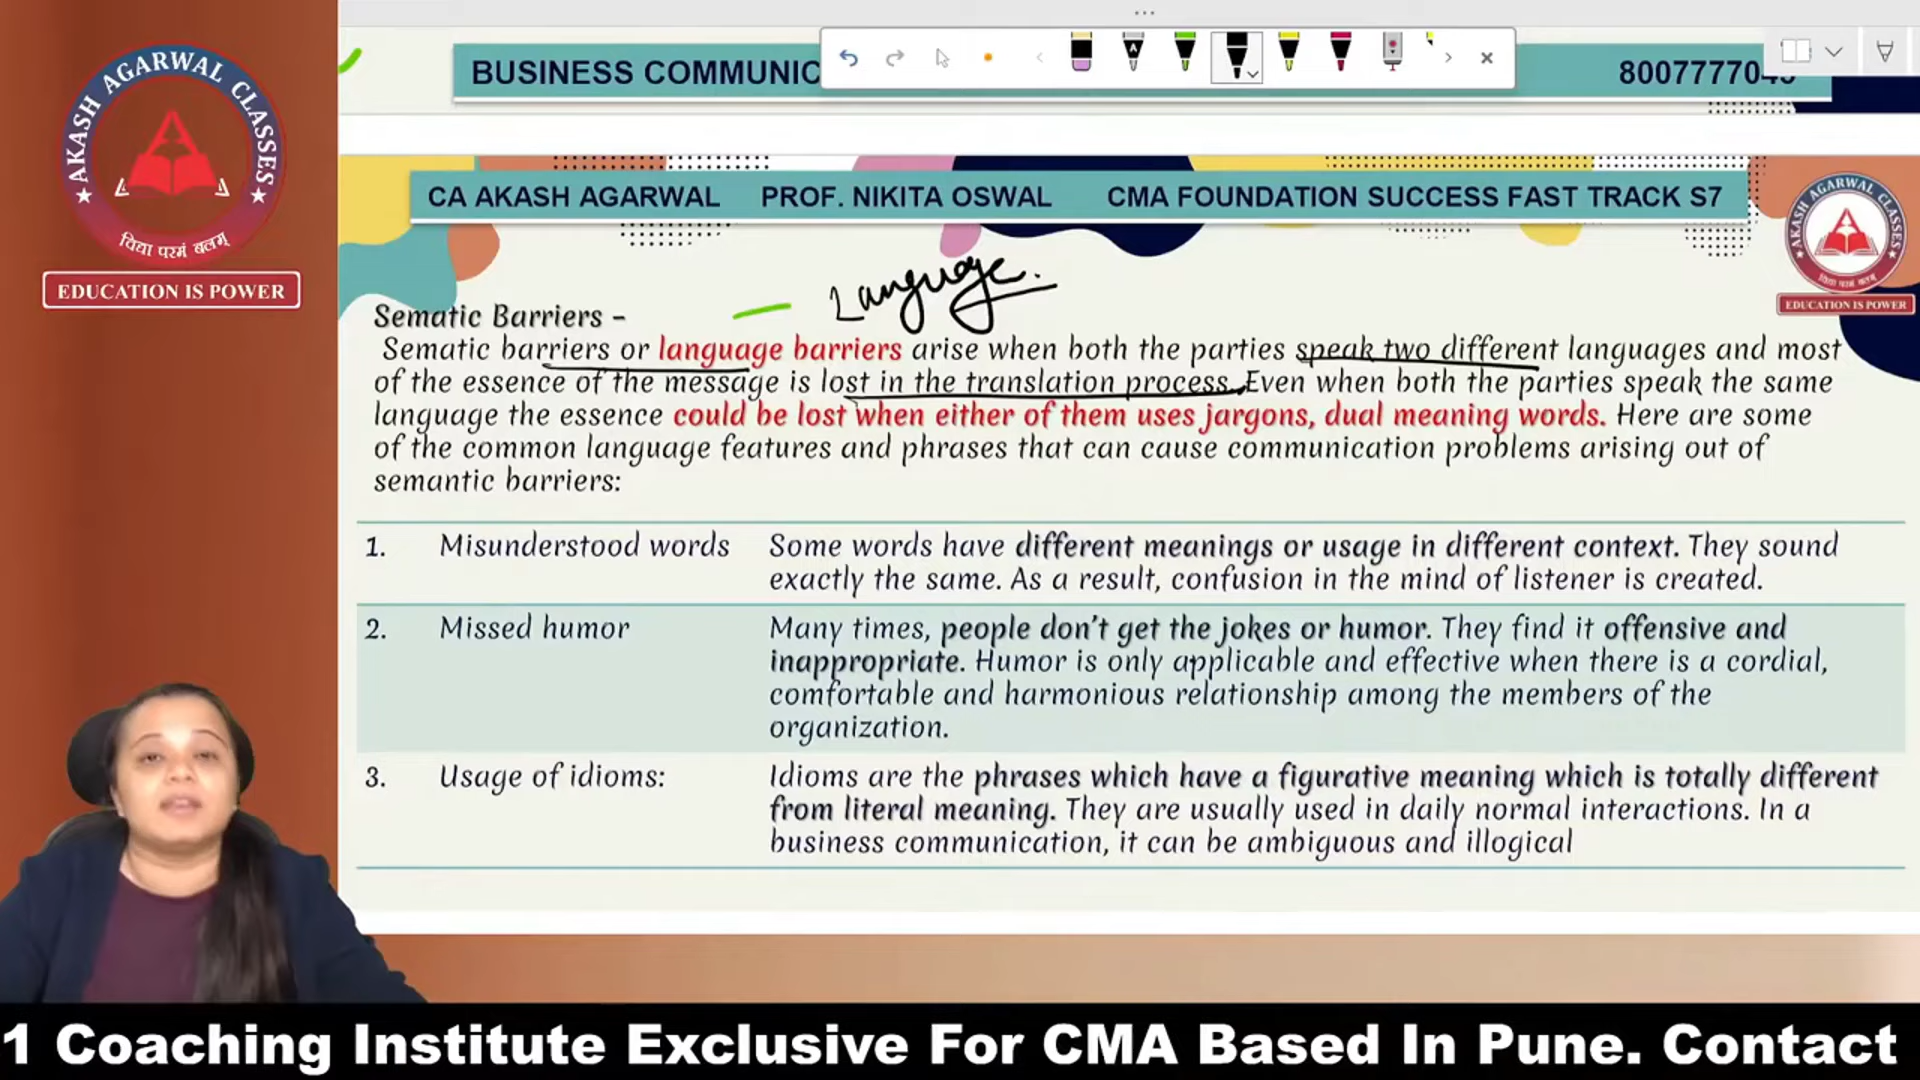 AKASH AGARWAL CLASSES
विद्या परमं बलम्
EDUCATION IS POWER
BUSINESS COMMUNIC
CA AKASH AGARWAL PROF. NIKITA OSWAL CMA FOUNDATION SUCCESS FAST TRACK S7
AKASH AGARWAL CLASSES
EDUCATION IS POWER
Language.
Sematic Barriers –
Sematic barriers or language barriers arise when both the parties speak two different languages and most
of the essence of the message is lost in the translation process. Even when both the parties speak the same
language the essence could be lost when either of them uses jargons, dual meaning words. Here are some
of the common language features and phrases that can cause communication problems arising out of
semantic barriers:
1. Misunderstood words Some words have different meanings or usage in different context. They sound
exactly the same. As a result, confusion in the mind of listener is created.
2. Missed humor Many times, people don't get the jokes or humor. They find it offensive and
inappropriate. Humor is only applicable and effective when there is a cordial,
comfortable and harmonious relationship among the members of the
organization.
3. Usage of idioms: Idioms are the phrases which have a figurative meaning which is totally different
from literal meaning. They are usually used in daily normal interactions. In a
business communication, it can be ambiguous and illogical
1 Coaching Institute Exclusive For CMA Based In Pune. Contact